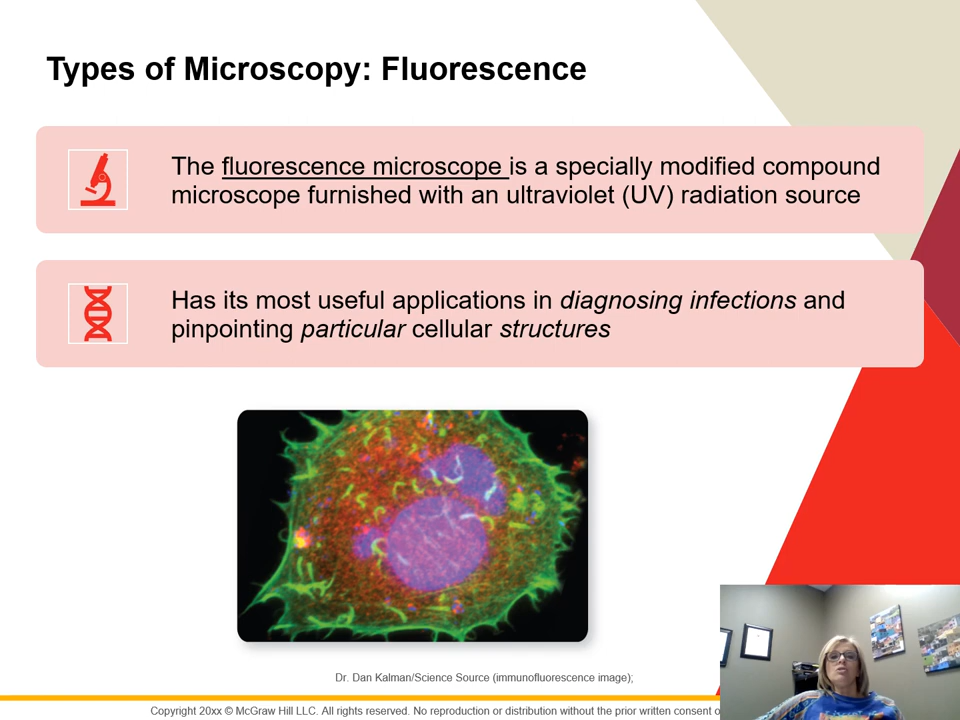 Types of Microscopy: Fluorescence
The fluorescence microscope is a specially modified compound
microscope furnished with an ultraviolet (UV) radiation source
Has its most useful applications in diagnosing infections and
pinpointing particular cellular structures
Dr. Dan Kalman/Science Source (immunofluorescence image);
Copyright 20xx © McGraw Hill LLC. All rights reserved. No reproduction or distribution without the prior written consent